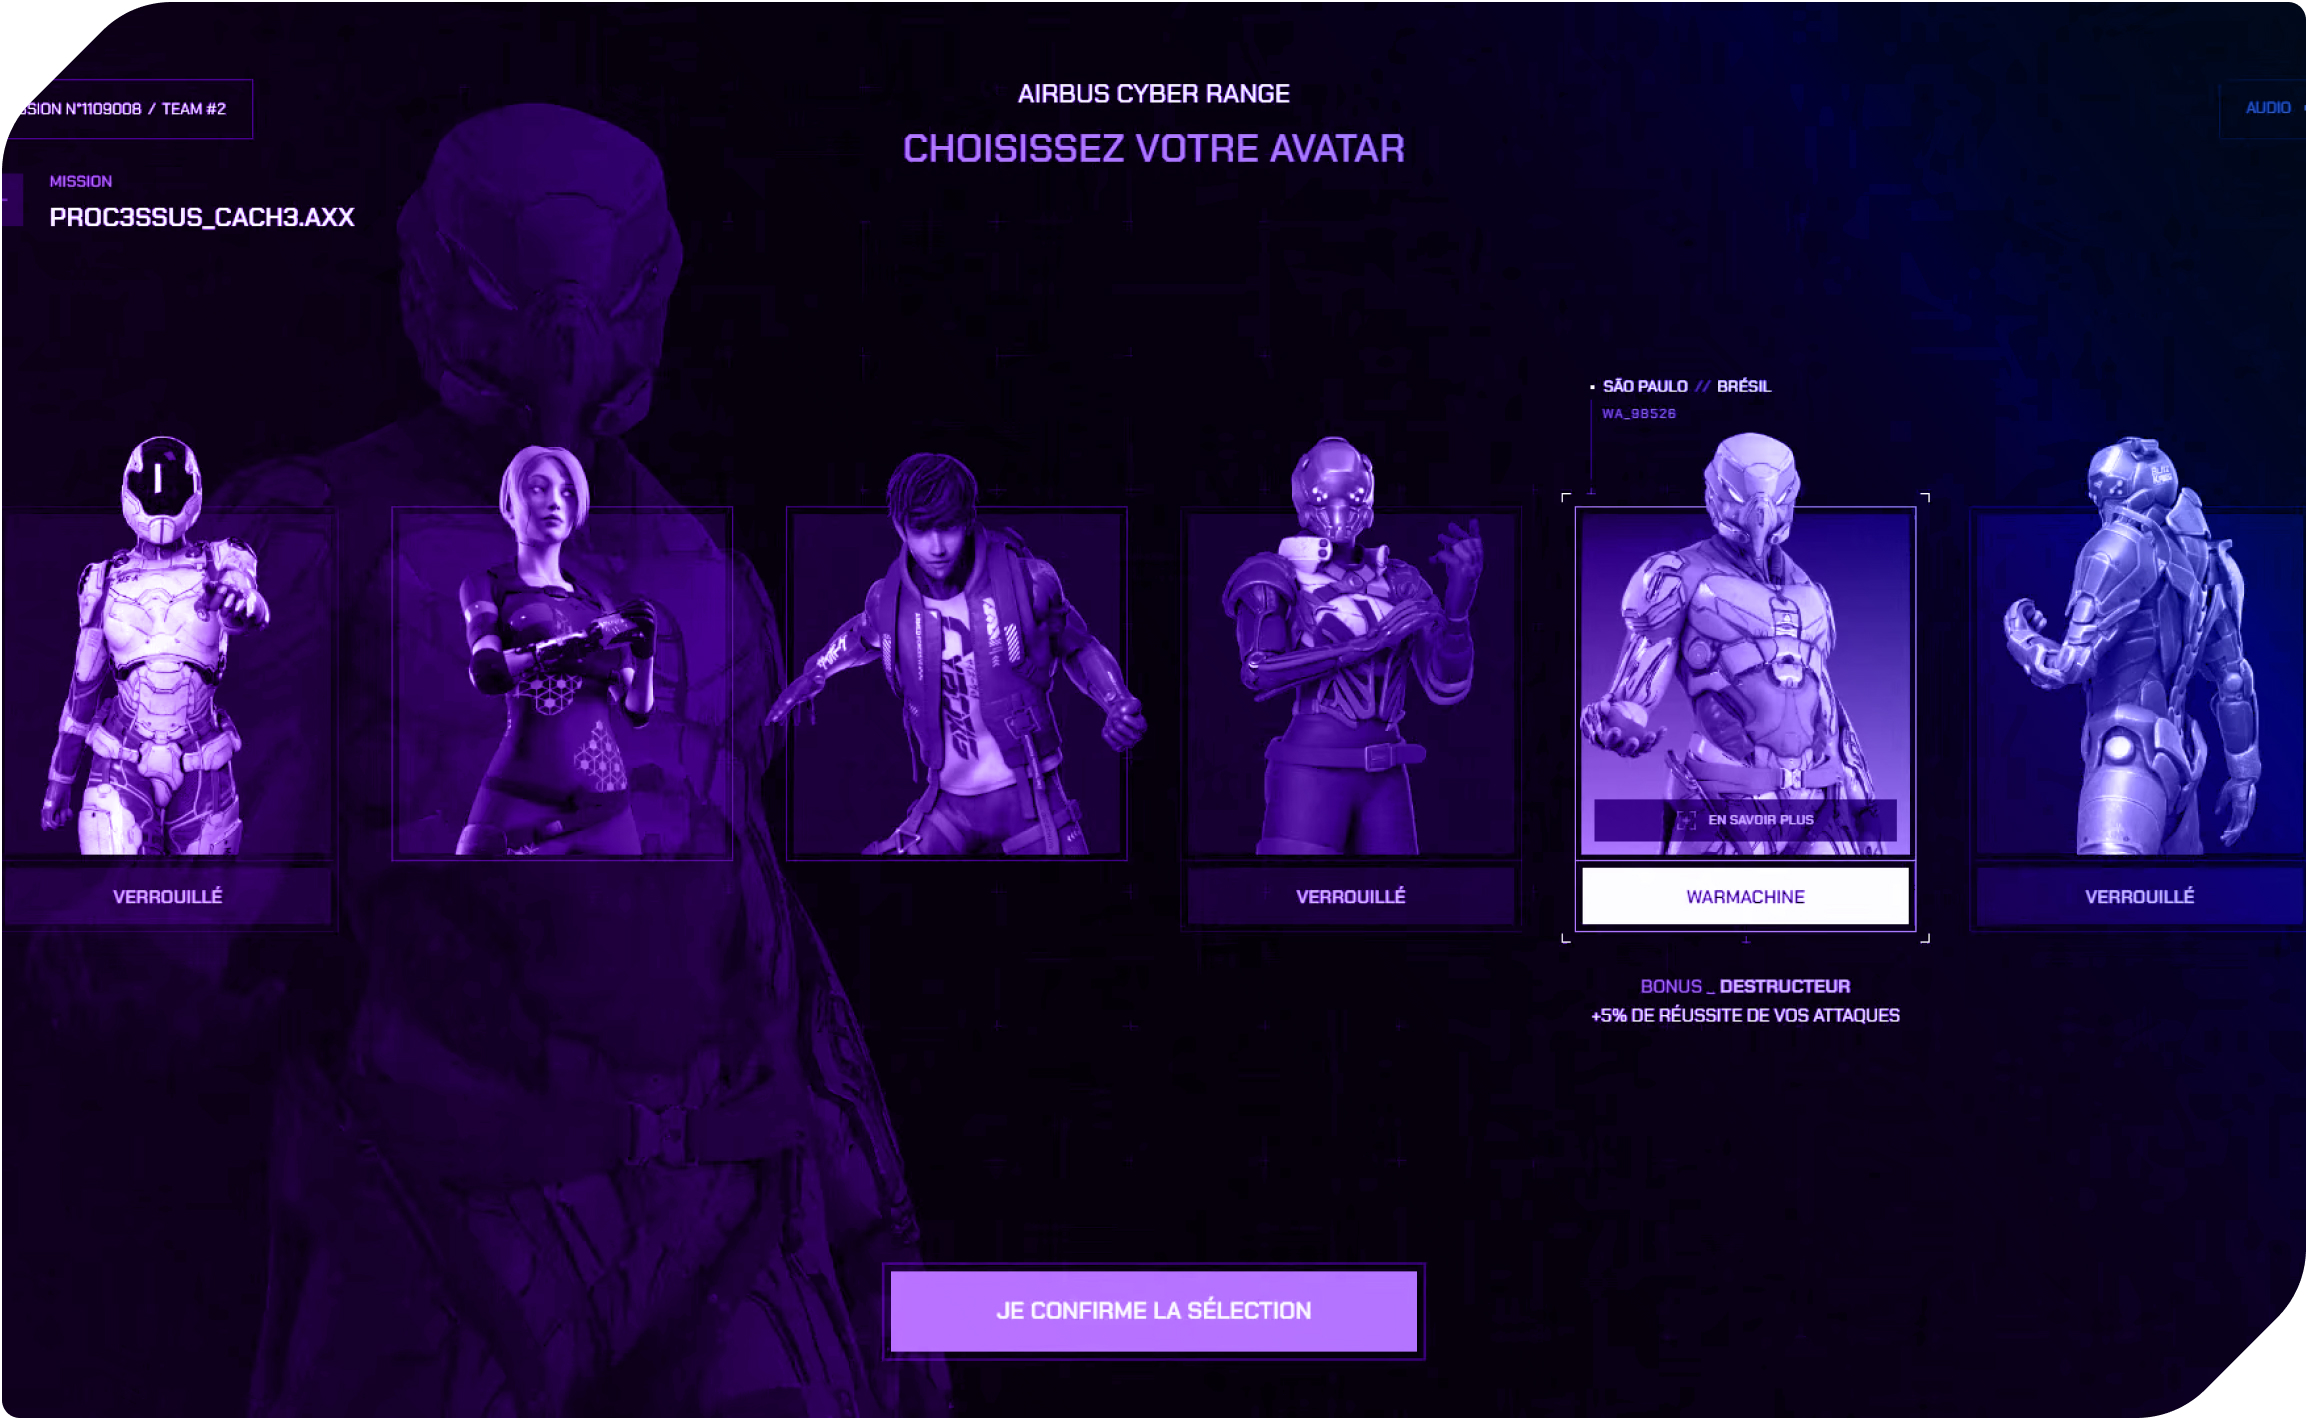 SSION N°1109008 / TEAM #2
AIRBUS CYBER RANGE
AUDIO
CHOISISSEZ VOTRE AVATAR
MISSION
PROC3SSUS_CACH3.AXX
SÃO PAULO // BRÉSIL
WA_98526
EN SAVOIR PLUS
VERROUILLÉ
VERROUILLÉ
WARMACHINE
VERROUILLÉ
BONUS _ DESTRUCTEUR
+5% DE RÉUSSITE DE VOS ATTAQUES
JE CONFIRME LA SÉLECTION